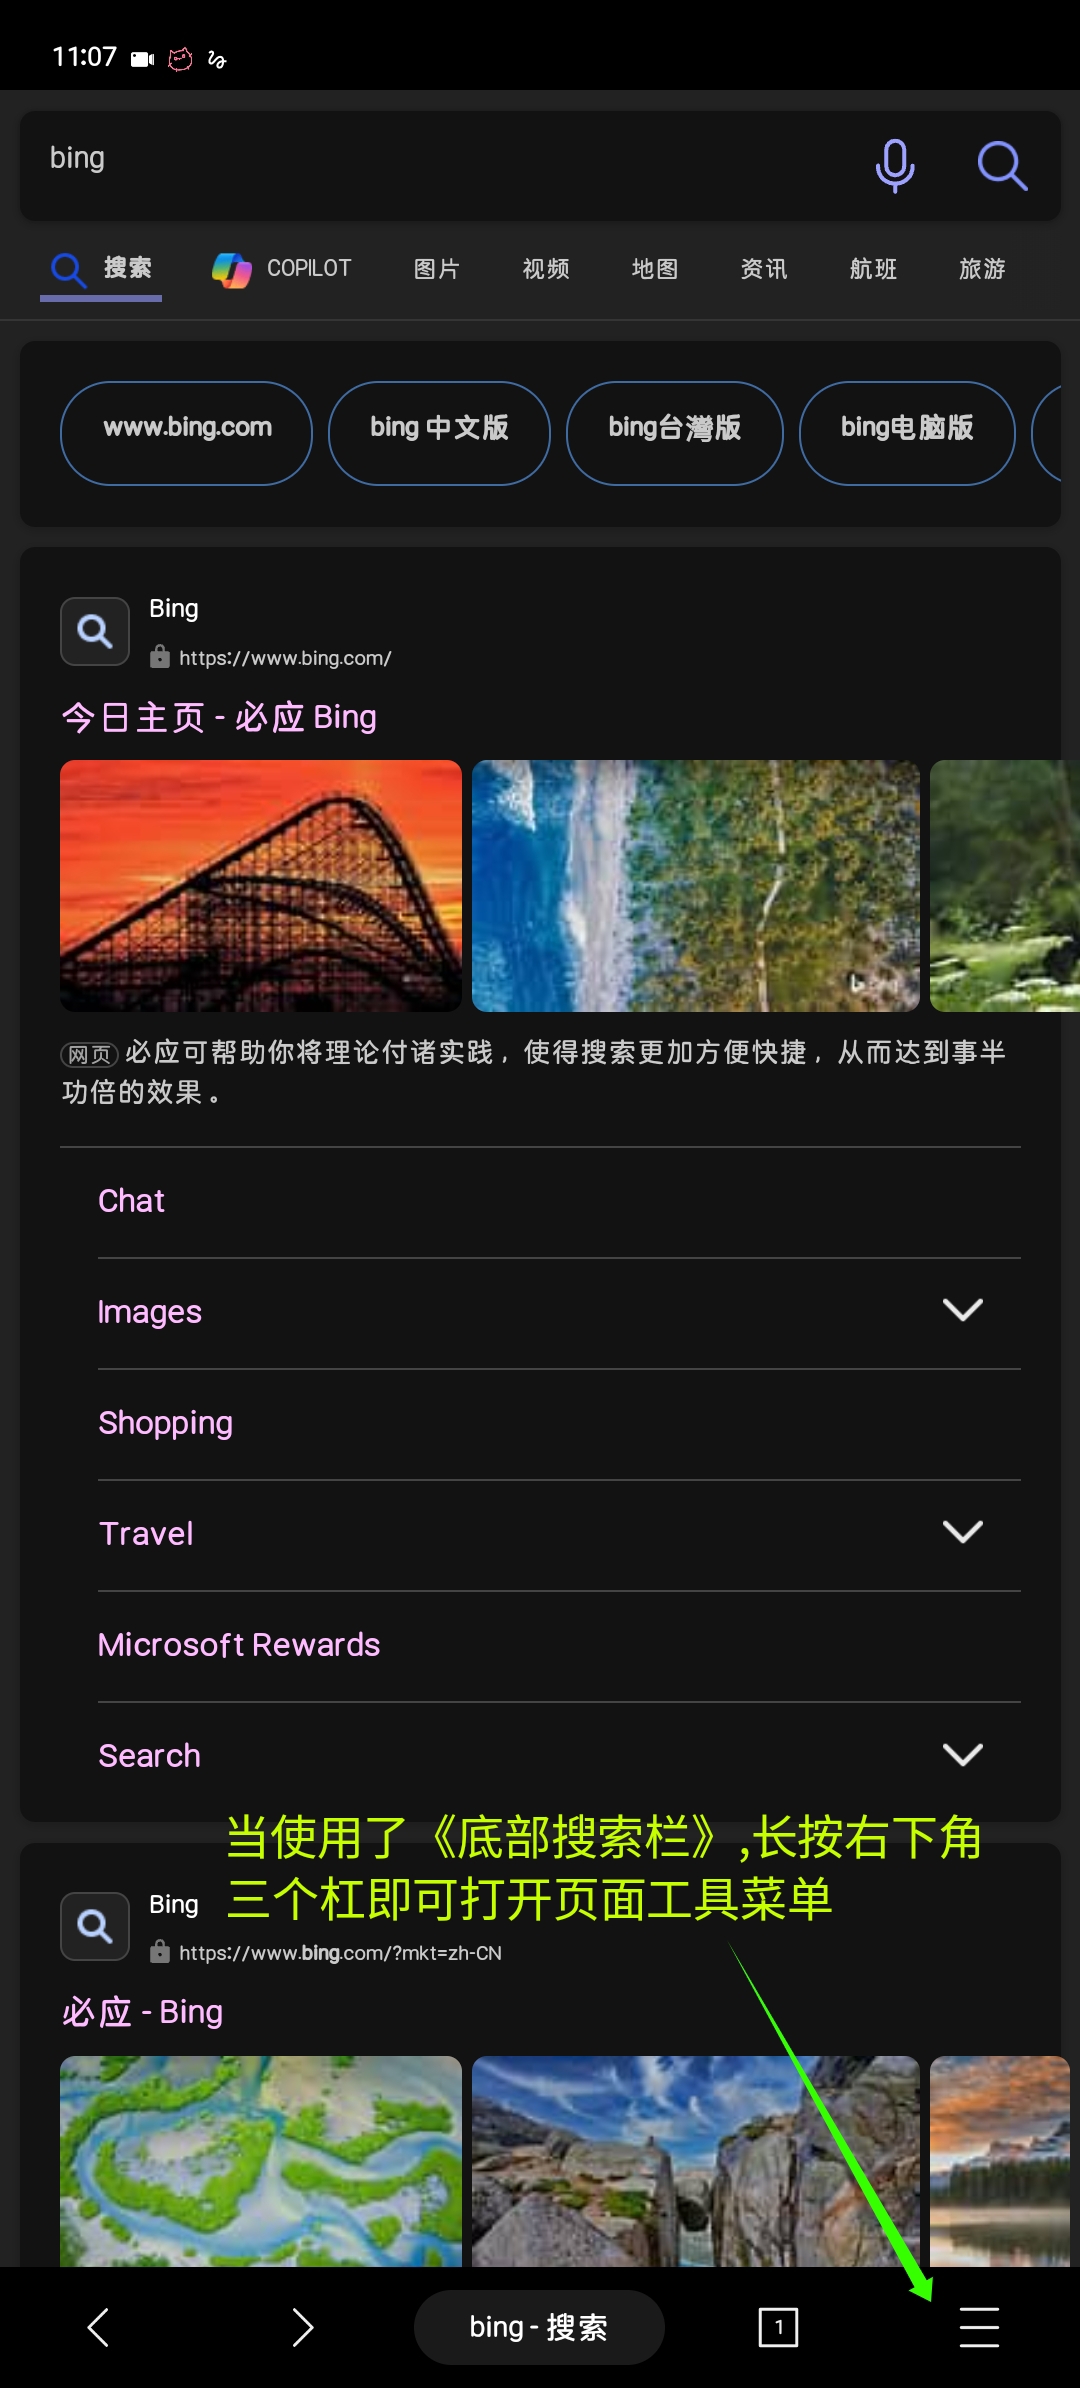 11:07
bing
搜索 COPILOT 图片 视频 地图 资讯 航班 旅游
www.bing.com bing 中文版 bing台灣版 bing电脑版
Bing
https://www.bing.com/
今日主页 - 必应 Bing
网页 必应可帮助你将理论付诸实践，使得搜索更加方便快捷，从而达到事半
功倍的效果。
Chat
Images
Shopping
Travel
Microsoft Rewards
Search
当使用了《底部搜索栏》,长按右下角
三个杠即可打开页面工具菜单
Bing
https://www.bing.com/?mkt=zh-CN
必应 - Bing
bing - 搜索 1